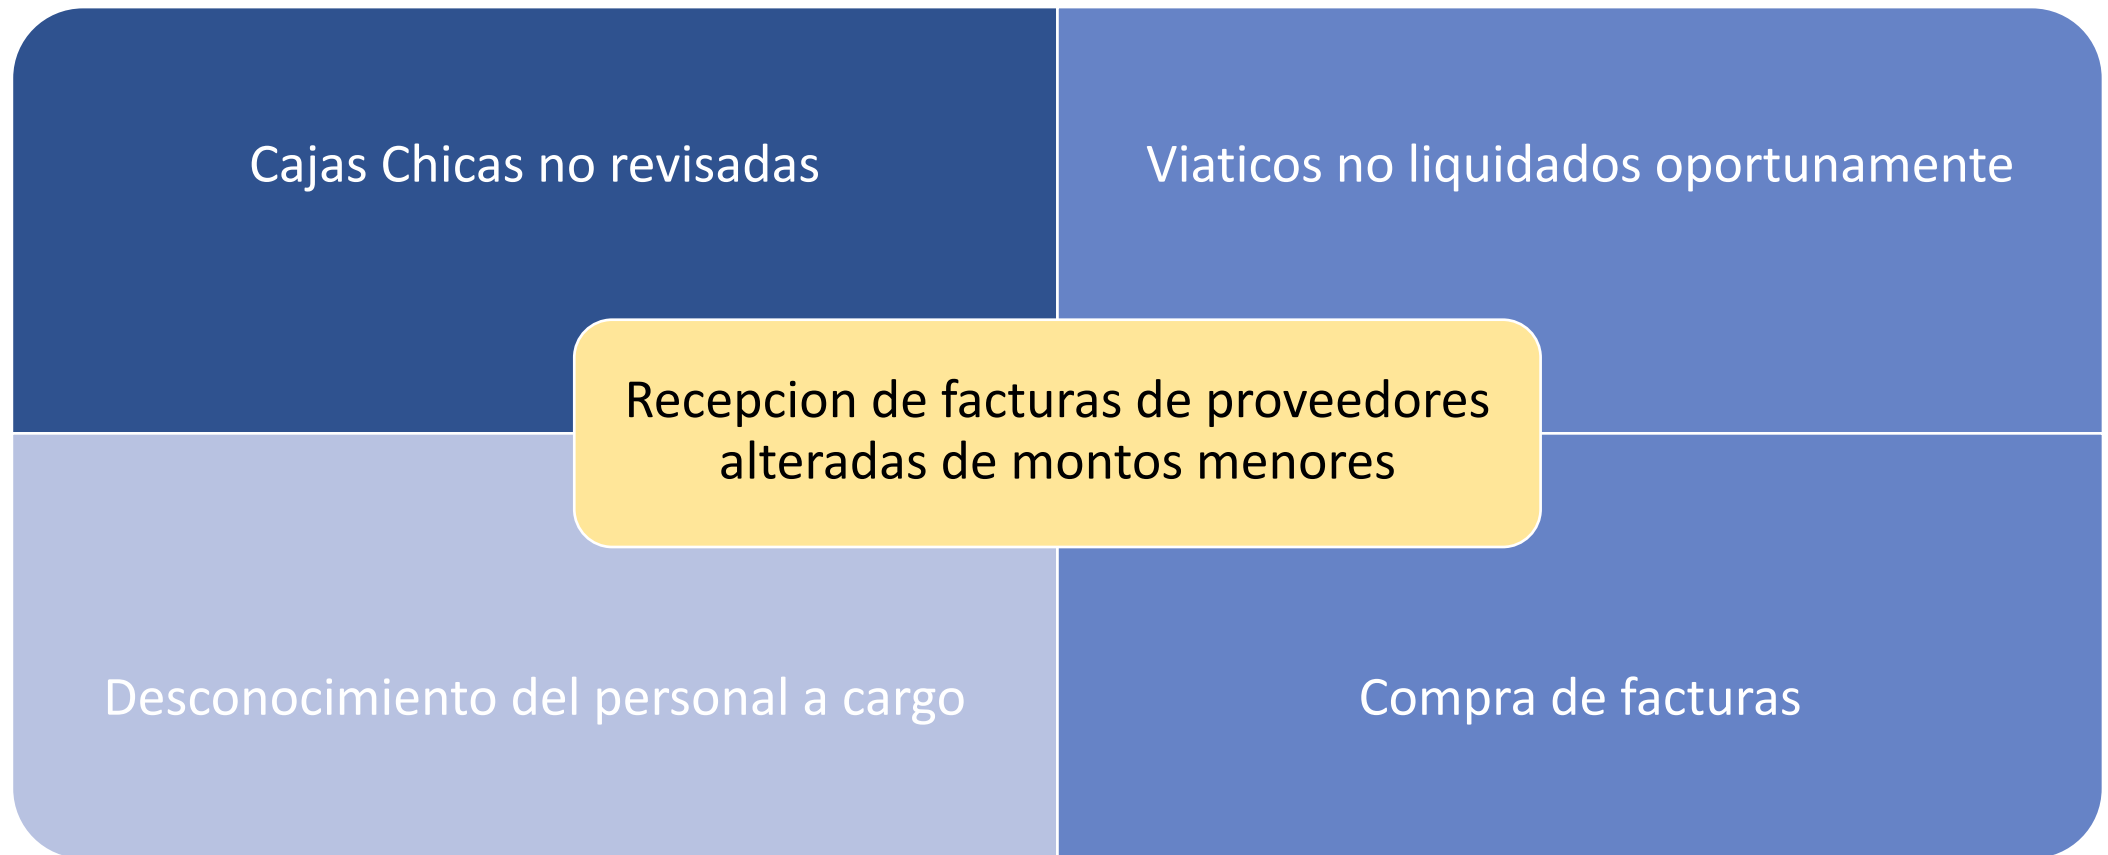 Cajas Chicas no revisadas
Viaticos no liquidados oportunamente
Recepcion de facturas de proveedores
alteradas de montos menores
Desconocimiento del personal a cargo
Compra de facturas